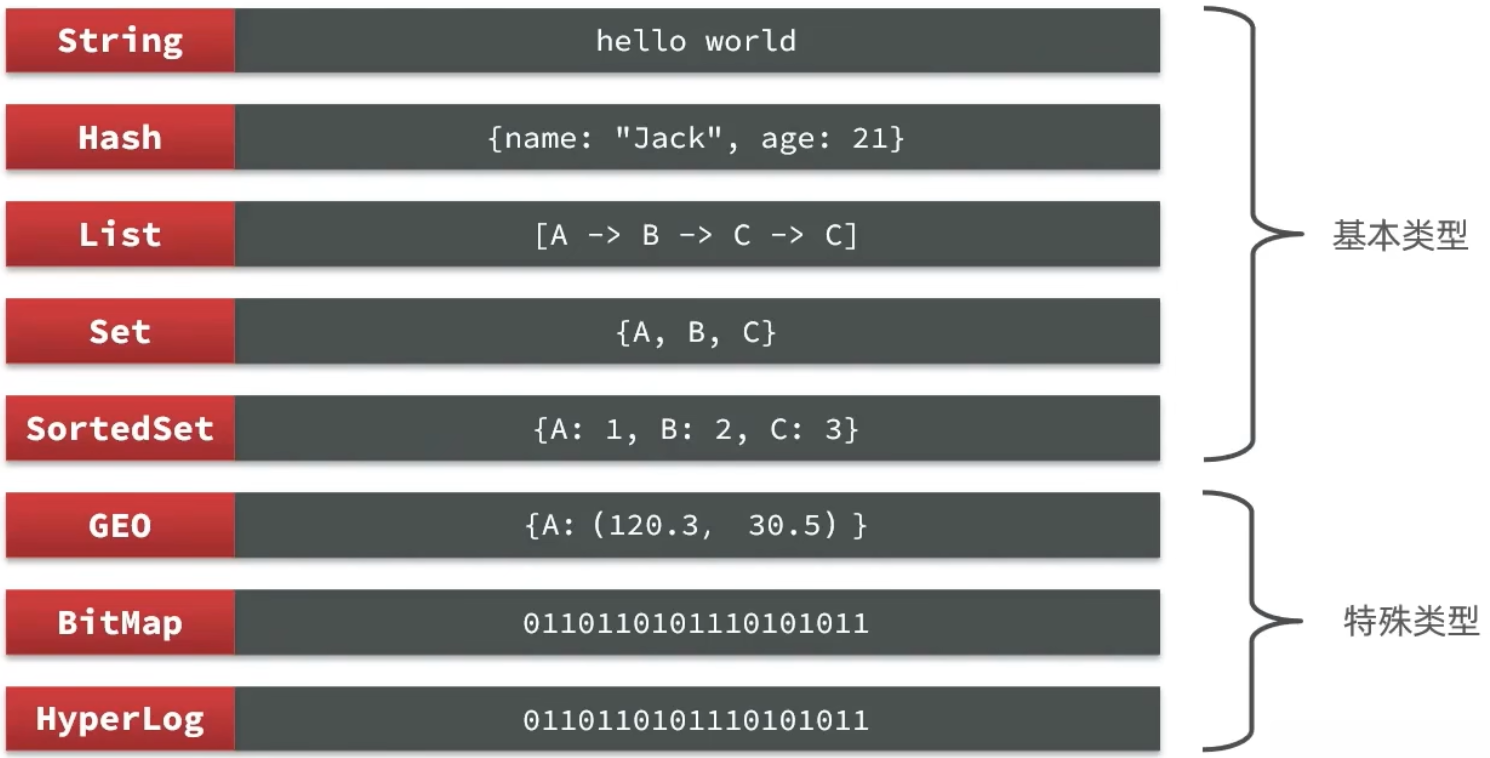 String hello world
Hash {name: "Jack", age: 21}
List [A -> B -> C -> C]
基本类型
Set {A, B, C}
SortedSet {A: 1, B: 2, C: 3}
GEO {A: (120.3, 30.5) }
BitMap 0110110101110101011
特殊类型
HyperLog 0110110101110101011